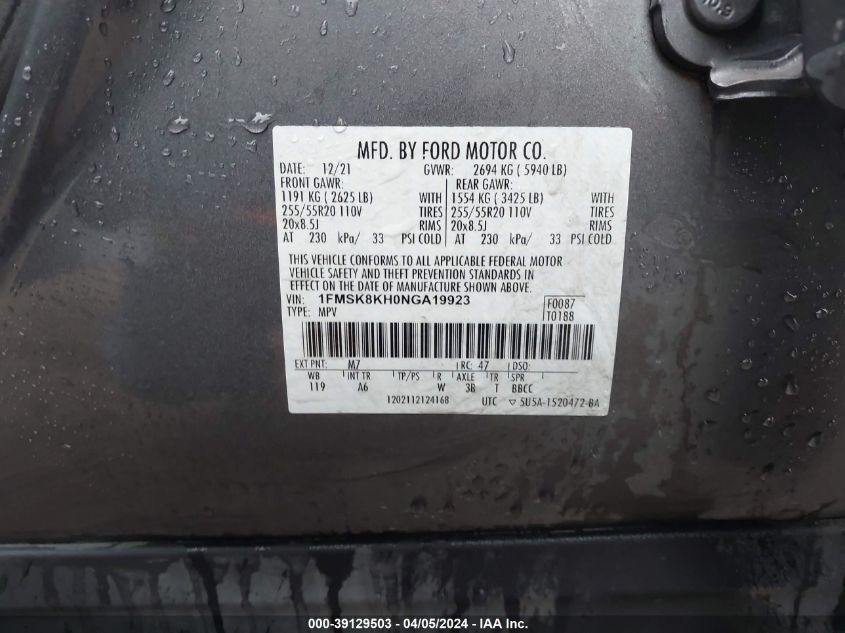 10.9
MFD. BY FORD MOTOR CO.
DATE: 12/21 GVWR: 2694 KG ( 5940 LB)
FRONT GAWR: REAR GAWR:
1191 KG ( 2625 LB) WITH 1554 KG ( 3425 LB) WITH
255/55R20 110V TIRES 255/55R20 110V TIRES
20x8.5J RIMS 20x8.5J RIMS
AT 230 kPa/ 33 PSI COLD AT 230 kPa/ 33 PSI COLD
THIS VEHICLE CONFORMS TO ALL APPLICABLE FEDERAL MOTOR
VEHICLE SAFETY AND THEFT PREVENTION STANDARDS IN
EFFECT ON THE DATE OF MANUFACTURE SHOWN ABOVE.
VIN: 1FMSK8KH0NGA19923 F0087
TYPE: MPV T0188
EXT PNT: M7 RC: 47 DSO:
WB INT TR TP/PS R AXLE TR SPR
119 A6 W 3B T BBCC
1202112124168 UTC ▽ 5U5A-1520472-BA
000-39129503 - 04/05/2024 - IAA Inc.